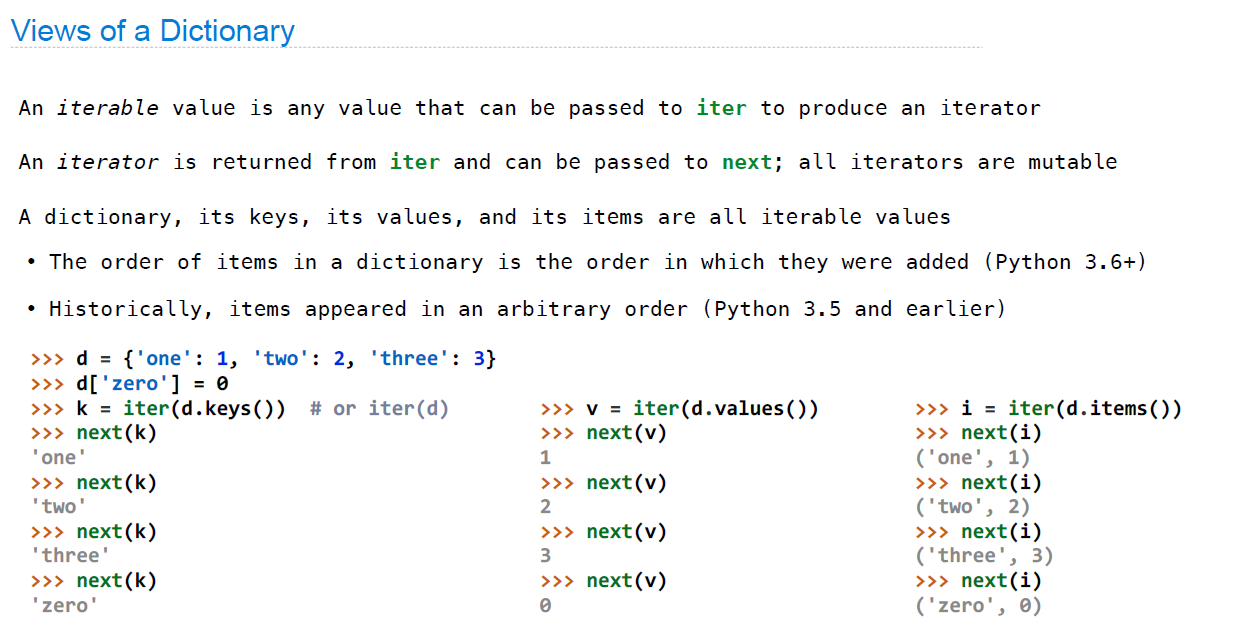 Views of a Dictionary
An iterable value is any value that can be passed to iter to produce an iterator
An iterator is returned from iter and can be passed to next; all iterators are mutable
A dictionary, its keys, its values, and its items are all iterable values
• The order of items in a dictionary is the order in which they were added (Python 3.6+)
• Historically, items appeared in an arbitrary order (Python 3.5 and earlier)
>>> d = {'one': 1, 'two': 2, 'three': 3}
>>> d['zero'] = 0
>>> k = iter(d.keys())  # or iter(d)
>>> next(k)
'one'
>>> next(k)
'two'
>>> next(k)
'three'
>>> next(k)
'zero'
>>> v = iter(d.values())
>>> next(v)
1
>>> next(v)
2
>>> next(v)
3
>>> next(v)
0
>>> i = iter(d.items())
>>> next(i)
('one', 1)
>>> next(i)
('two', 2)
>>> next(i)
('three', 3)
>>> next(i)
('zero', 0)